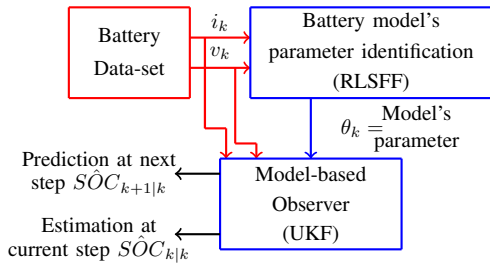 Battery
Data-set
i_k
v_k
Battery model's
parameter identification
(RLSFF)
θ_k = Model's
parameter
Prediction at next
step SÔC_{k+1|k}
Model-based
Observer
(UKF)
Estimation at
current step SÔC_{k|k}